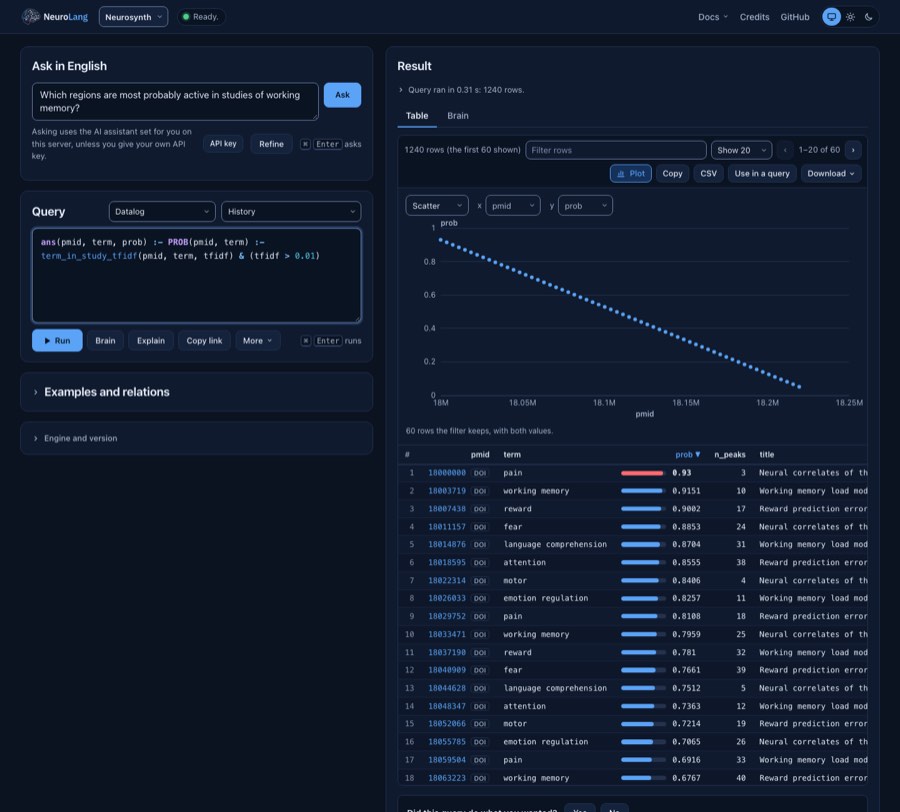 NeuroLang
Neurosynth
Ready.
Docs
Credits
GitHub
Ask in English
Which regions are most probably active in studies of working
memory?
Ask
Asking uses the AI assistant set for you on
this server, unless you give your own API
key.
API key
Refine
⌘ Enter asks
Query
Datalog
History
ans(pmid, term, prob) :- PROB(pmid, term) :-
term_in_study_tfidf(pmid, term, tfidf) & (tfidf > 0.01)
Run
Brain
Explain
Copy link
More
⌘ Enter runs
Examples and relations
Engine and version
Result
Query ran in 0.31 s: 1240 rows.
Table
Brain
1240 rows (the first 60 shown)
Filter rows
Show 20
1–20 of 60
Plot
Copy
CSV
Use in a query
Download
Scatter
x pmid
y prob
prob
1
0.8
0.6
0.4
0.2
0
18M 18.05M 18.1M 18.15M 18.2M 18.25M
pmid
60 rows the filter keeps, with both values.
# pmid term prob ▼ n_peaks title
1 18000000 DOI pain 0.93 3 Neural correlates of th
2 18003719 DOI working memory 0.9151 10 Working memory load mod
3 18007438 DOI reward 0.9002 17 Reward prediction error
4 18011157 DOI fear 0.8853 24 Neural correlates of th
5 18014876 DOI language comprehension 0.8704 31 Working memory load mod
6 18018595 DOI attention 0.8555 38 Reward prediction error
7 18022314 DOI motor 0.8406 4 Neural correlates of th
8 18026033 DOI emotion regulation 0.8257 11 Working memory load mod
9 18029752 DOI pain 0.8108 18 Reward prediction error
10 18033471 DOI working memory 0.7959 25 Neural correlates of th
11 18037190 DOI reward 0.781 32 Working memory load mod
12 18040909 DOI fear 0.7661 39 Reward prediction error
13 18044628 DOI language comprehension 0.7512 5 Neural correlates of th
14 18048347 DOI attention 0.7363 12 Working memory load mod
15 18052066 DOI motor 0.7214 19 Reward prediction error
16 18055785 DOI emotion regulation 0.7065 26 Neural correlates of th
17 18059504 DOI pain 0.6916 33 Working memory load mod
18 18063223 DOI working memory 0.6767 40 Reward prediction error
Did this query do what you wanted?
Yes
No